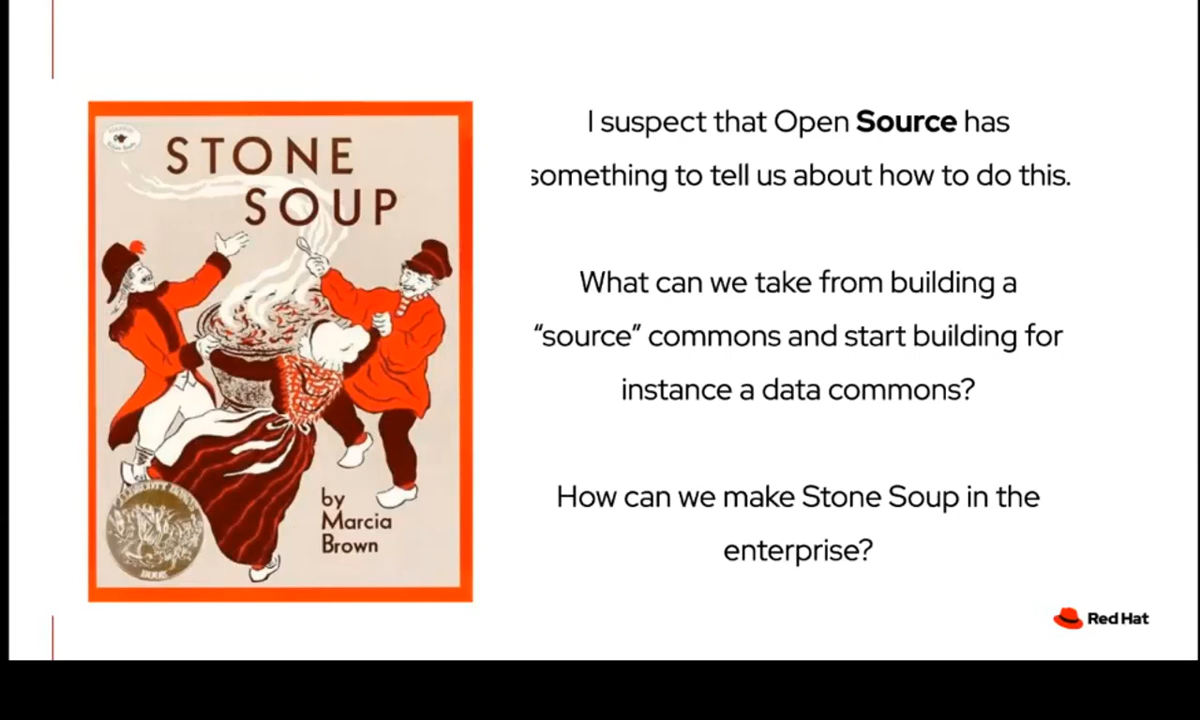 STONE
SOUP
by
Marcia
Brown
I suspect that Open Source has
something to tell us about how to do this.
What can we take from building a
“source” commons and start building for
instance a data commons?
How can we make Stone Soup in the
enterprise?
Red Hat